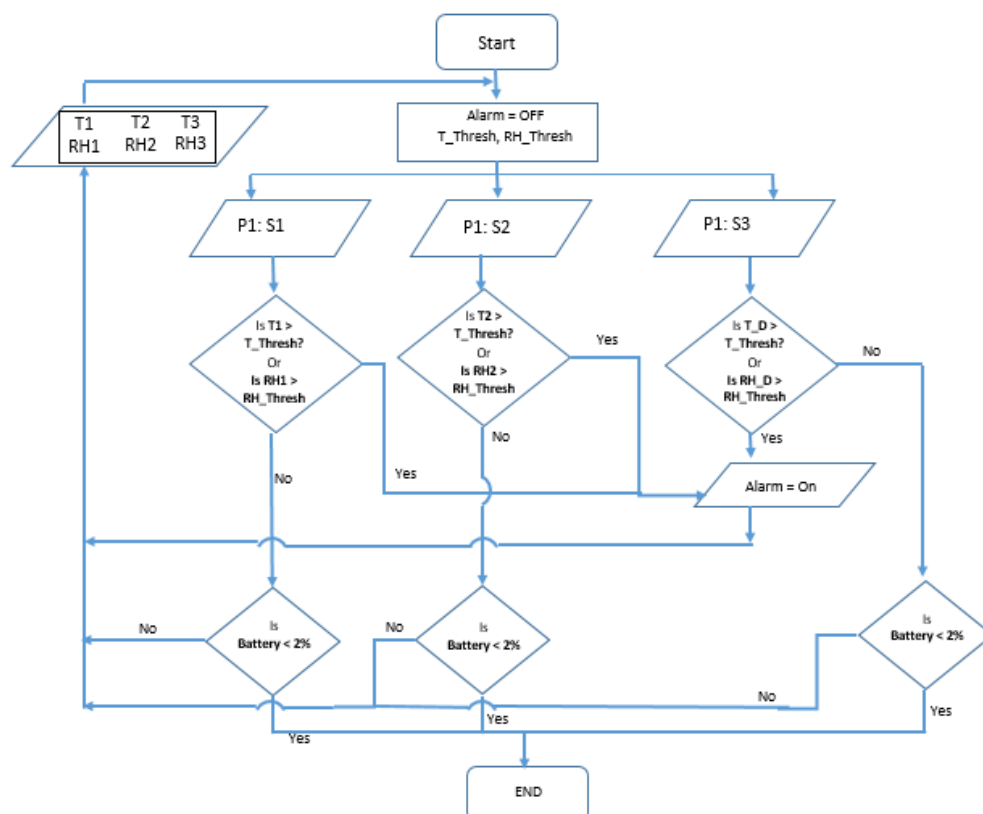 Start
T1 T2 T3
RH1 RH2 RH3
Alarm = OFF
T_Thresh, RH_Thresh
P1: S1
P1: S2
P1: S3
Is T1 >
T_Thresh?
Or
Is RH1 >
RH_Thresh
Is T2 >
T_Thresh?
Or
Is RH2 >
RH_Thresh
Yes
Is T_D >
T_Thresh?
Or
Is RH_D >
RH_Thresh
No
No
Yes
No
Yes
Alarm = On
Is
Battery < 2%
No
Is
Battery < 2%
No
Is
Battery < 2%
No
Yes
Yes
Yes
END